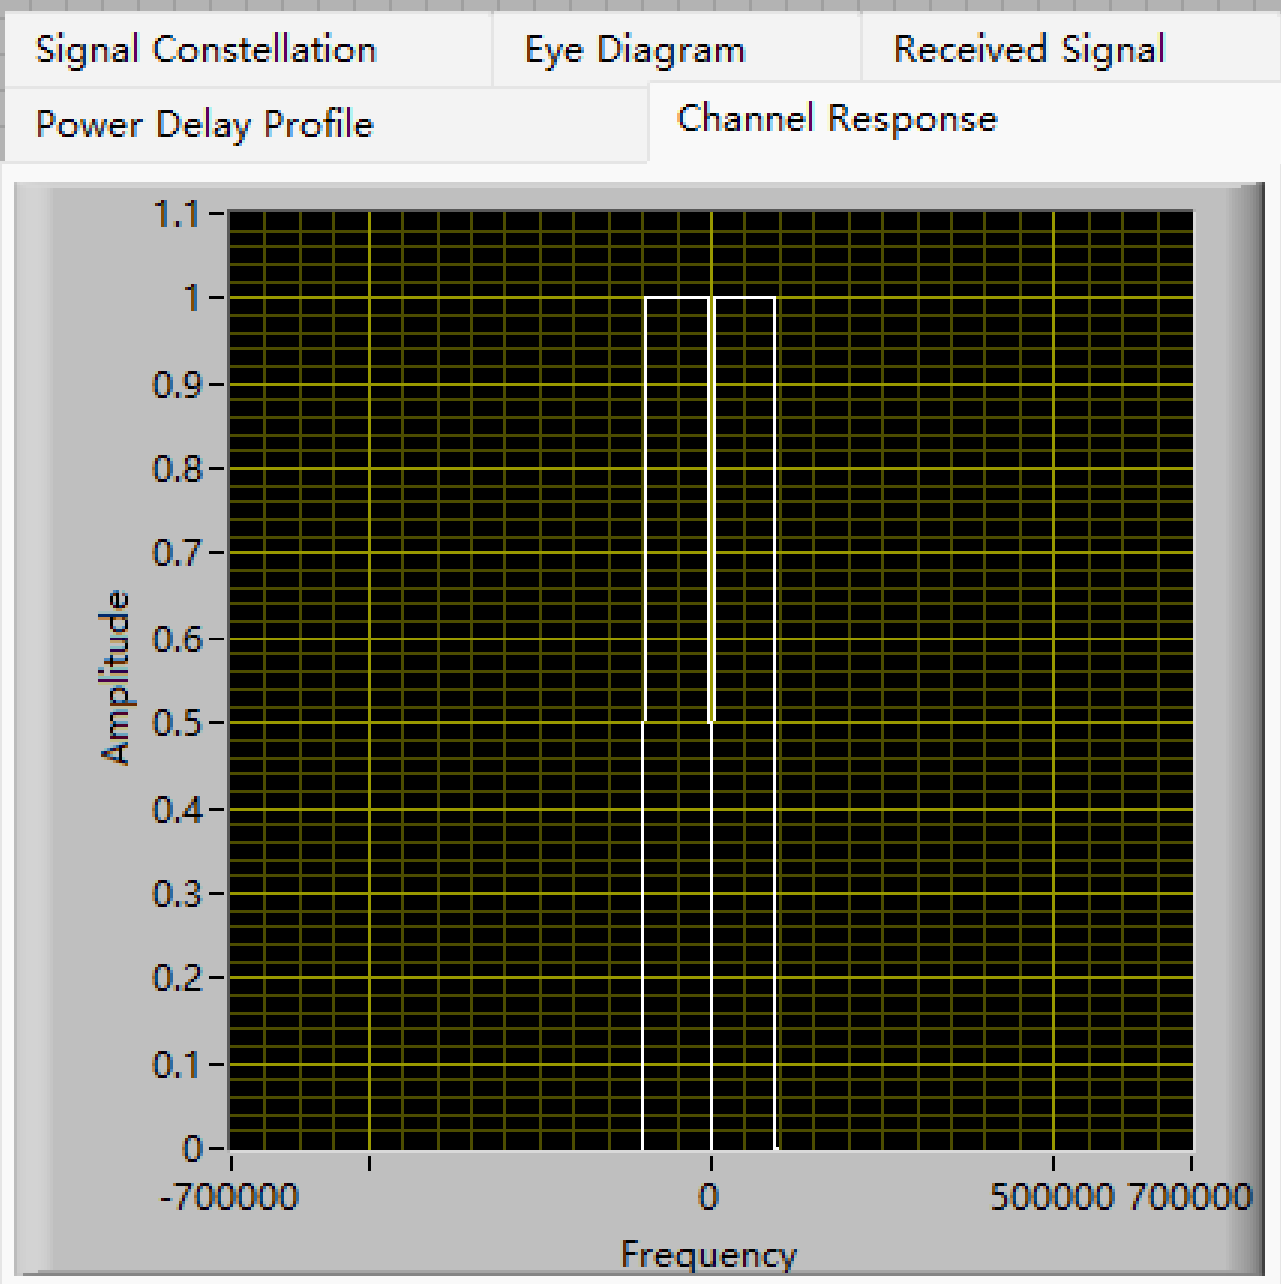 Signal Constellation
Eye Diagram
Received Signal
Power Delay Profile
Channel Response
1.1
1
0.9
0.8
0.7
0.6
0.5
0.4
0.3
0.2
0.1
0
Amplitude
-700000
0
500000
700000
Frequency